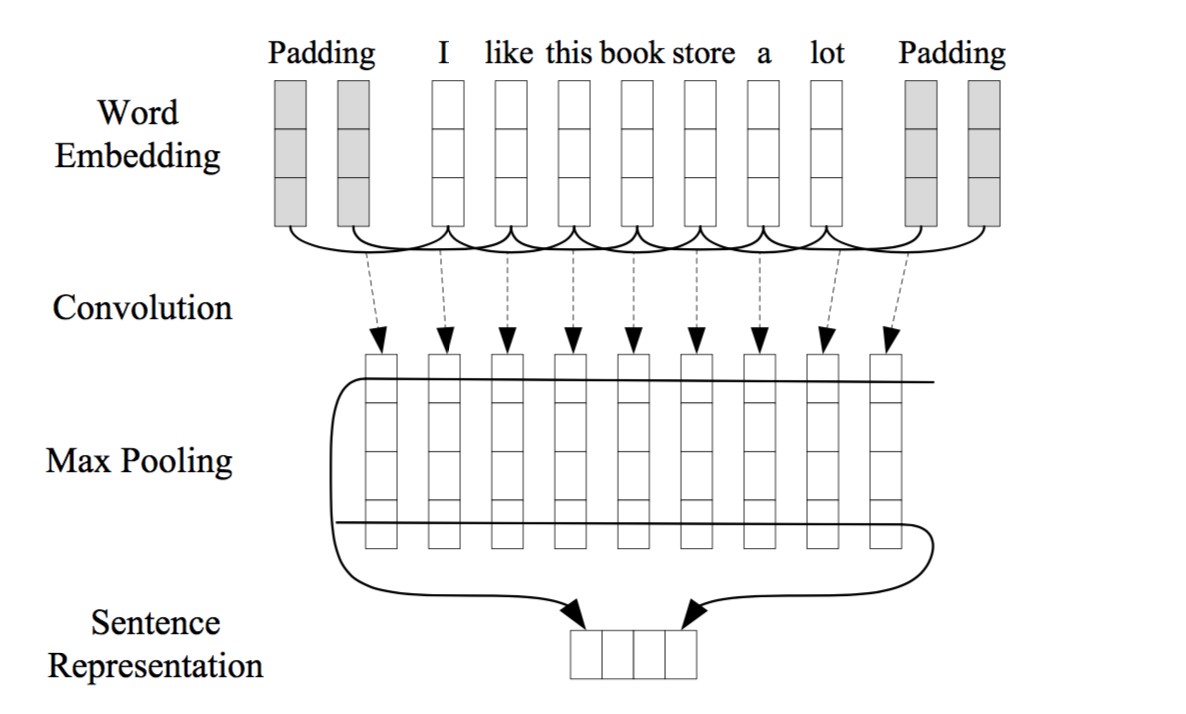 Padding I like this book store a lot Padding
Word
Embedding
Convolution
Max Pooling
Sentence
Representation